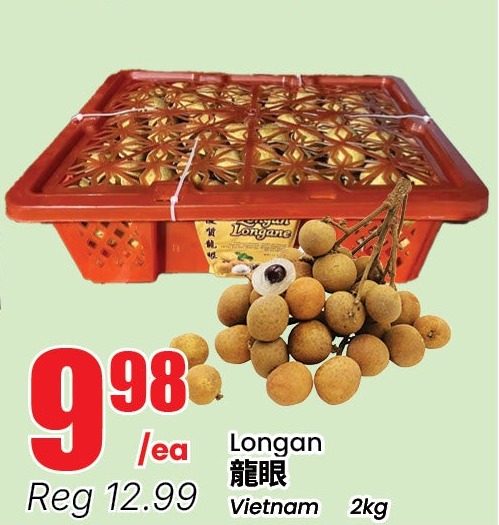 Longan
Longane
9.98
/ea
Reg 12.99
Longan
龍眼
Vietnam 2kg